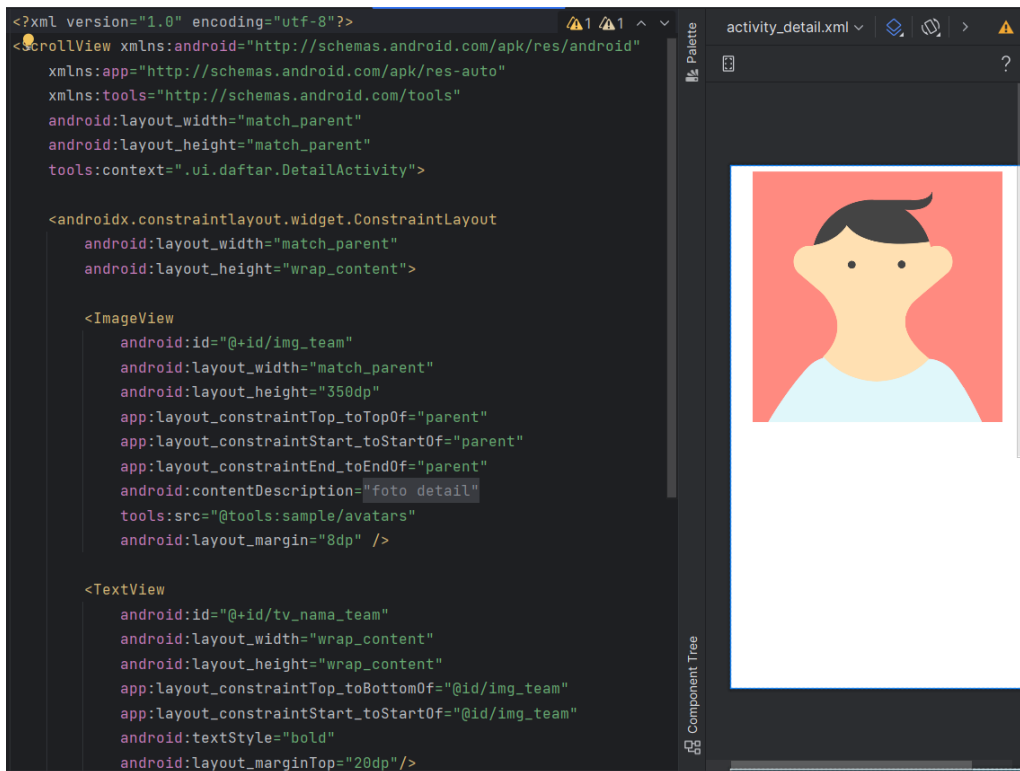 <?xml version="1.0" encoding="utf-8"?>
1 1
<ScrollView xmlns:android="http://schemas.android.com/apk/res/android"
xmlns:app="http://schemas.android.com/apk/res-auto"
xmlns:tools="http://schemas.android.com/tools"
android:layout_width="match_parent"
android:layout_height="match_parent"
tools:context=".ui.daftar.DetailActivity">
<androidx.constraintlayout.widget.ConstraintLayout
android:layout_width="match_parent"
android:layout_height="wrap_content">
<ImageView
android:id="@+id/img_team"
android:layout_width="match_parent"
android:layout_height="350dp"
app:layout_constraintTop_toTopOf="parent"
app:layout_constraintStart_toStartOf="parent"
app:layout_constraintEnd_toEndOf="parent"
android:contentDescription="foto detail"
tools:src="@tools:sample/avatars"
android:layout_margin="8dp" />
<TextView
android:id="@+id/tv_nama_team"
android:layout_width="wrap_content"
android:layout_height="wrap_content"
app:layout_constraintTop_toBottomOf="@id/img_team"
app:layout_constraintStart_toStartOf="@id/img_team"
android:textStyle="bold"
android:layout_marginTop="20dp"/>
Palette
Component Tree
activity_detail.xml
?